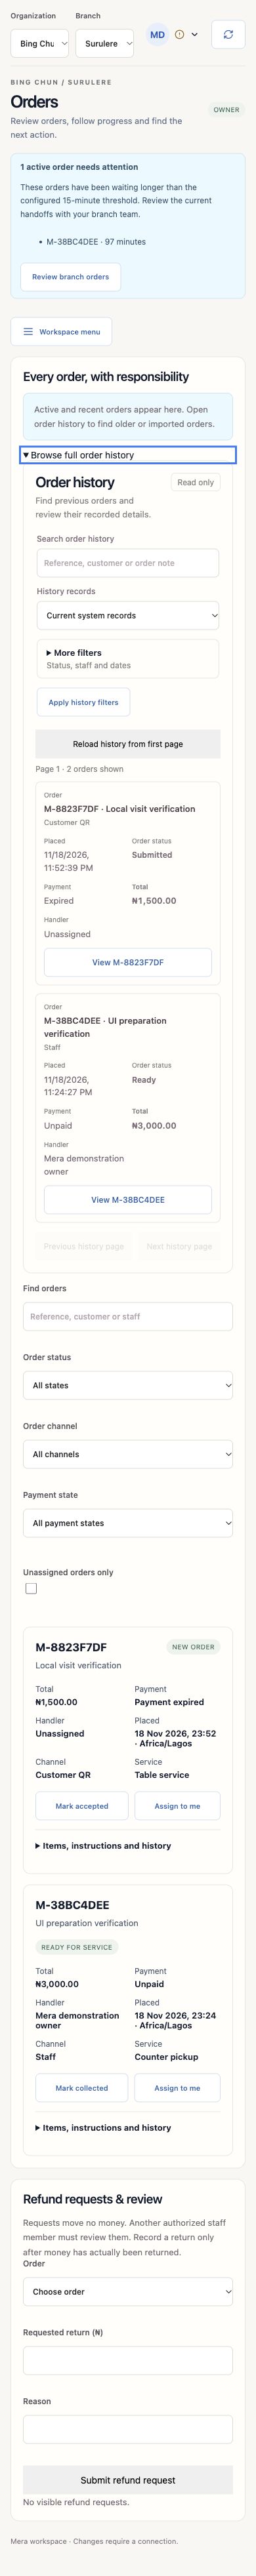 Organization Branch
Bing Chu Surulere MD
BING CHUN / SURULERE
Orders
Review orders, follow progress and find the
next action.
OWNER
1 active order needs attention
These orders have been waiting longer than the
configured 15-minute threshold. Review the current
handoffs with your branch team.
• M-38BC4DEE · 97 minutes
Review branch orders
Workspace menu
Every order, with responsibility
Active and recent orders appear here. Open
order history to find older or imported orders.
Browse full order history
Order history
Read only
Find previous orders and
review their recorded details.
Search order history
Reference, customer or order note
History records
Current system records
More filters
Status, staff and dates
Apply history filters
Reload history from first page
Page 1 · 2 orders shown
Order
M-8823F7DF · Local visit verification
Customer QR
Placed Order status
11/18/2026,
11:52:39 PM
Submitted
Payment Total
Expired ₦1,500.00
Handler
Unassigned
View M-8823F7DF
Order
M-38BC4DEE · UI preparation
verification
Staff
Placed Order status
11/18/2026,
11:24:27 PM
Ready
Payment Total
Unpaid ₦3,000.00
Handler
Mera demonstration
owner
View M-38BC4DEE
Previous history page Next history page
Find orders
Reference, customer or staff
Order status
All states
Order channel
All channels
Payment state
All payment states
Unassigned orders only
M-8823F7DF NEW ORDER
Local visit verification
Total Payment
₦1,500.00 Payment expired
Handler Placed
Unassigned 18 Nov 2026, 23:52
· Africa/Lagos
Channel Service
Customer QR Table service
Mark accepted Assign to me
Items, instructions and history
M-38BC4DEE
UI preparation verification
READY FOR SERVICE
Total Payment
₦3,000.00 Unpaid
Handler Placed
Mera demonstration 18 Nov 2026, 23:24
owner · Africa/Lagos
Channel Service
Staff Counter pickup
Mark collected Assign to me
Items, instructions and history
Refund requests & review
Requests move no money. Another authorized staff
member must review them. Record a return only
after money has actually been returned.
Order
Choose order
Requested return (₦)
Reason
Submit refund request
No visible refund requests.
Mera workspace · Changes require a connection.